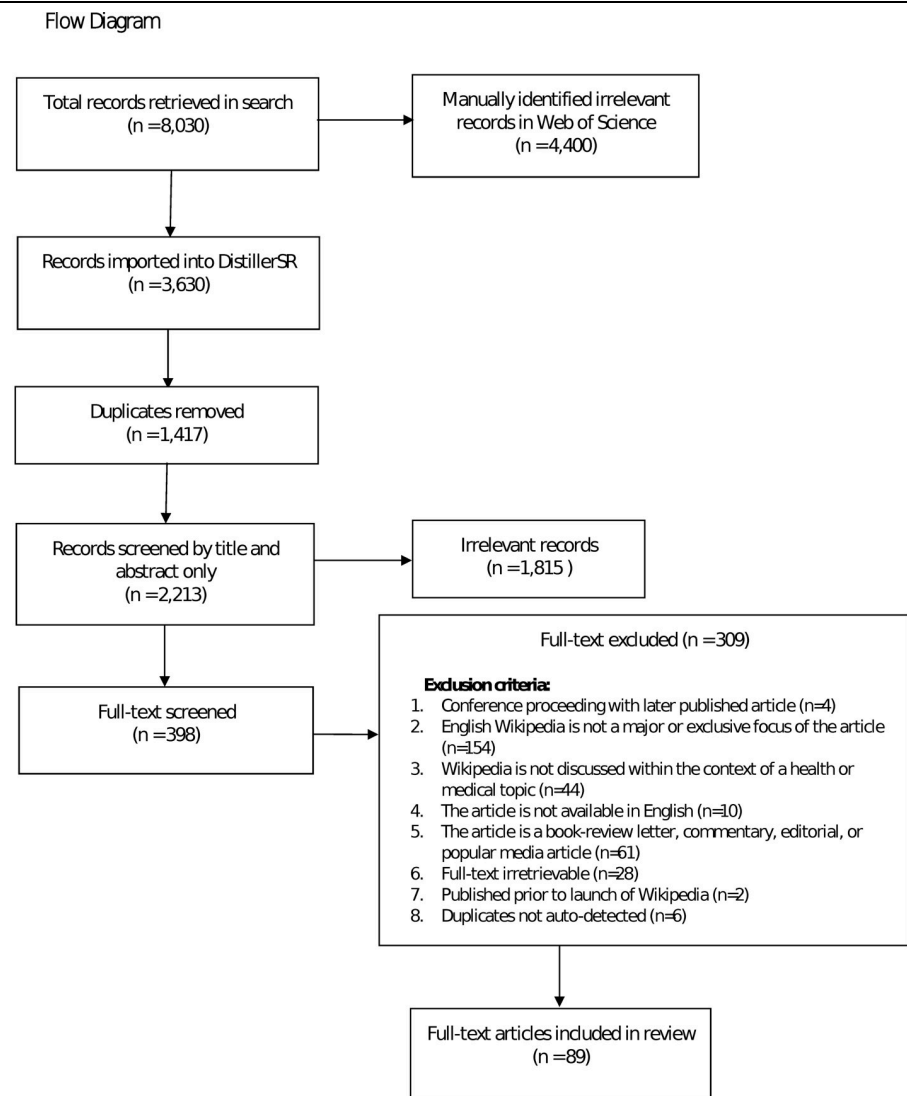 Flow Diagram
Total records retrieved in search
(n = 8,030)
Manually identified irrelevant
records in Web of Science
(n = 4,400)
Records imported into DistillerSR
(n = 3,630)
Duplicates removed
(n = 1,417)
Records screened by title and
abstract only
(n = 2,213)
Irrelevant records
(n = 1,815 )
Full-text screened
(n = 398)
Full-text excluded (n = 309)
Exclusion criteria:
1. Conference proceeding with later published article (n=4)
2. English Wikipedia is not a major or exclusive focus of the article
(n=154)
3. Wikipedia is not discussed within the context of a health or
medical topic (n=44)
4. The article is not available in English (n=10)
5. The article is a book-review letter, commentary, editorial, or
popular media article (n=61)
6. Full-text irretrievable (n=28)
7. Published prior to launch of Wikipedia (n=2)
8. Duplicates not auto-detected (n=6)
Full-text articles included in review
(n = 89)